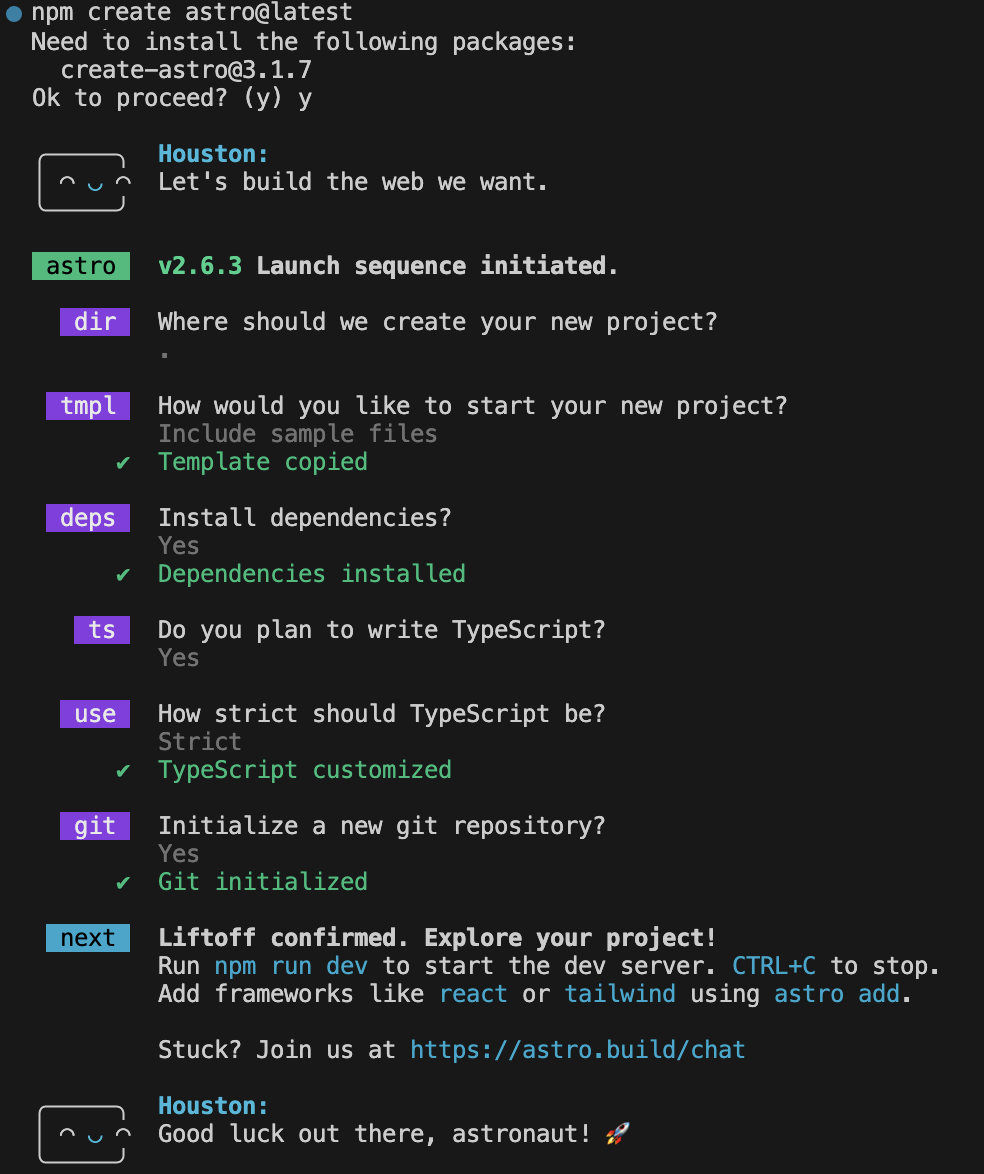 npm create astro@latest
Need to install the following packages:
create-astro@3.1.7
Ok to proceed? (y) y
Houston:
Let's build the web we want.
astro v2.6.3 Launch sequence initiated.
dir Where should we create your new project?
.
tmpl How would you like to start your new project?
Include sample files
✔ Template copied
deps Install dependencies?
Yes
✔ Dependencies installed
ts Do you plan to write TypeScript?
Yes
use How strict should TypeScript be?
Strict
✔ TypeScript customized
git Initialize a new git repository?
Yes
✔ Git initialized
next Liftoff confirmed. Explore your project!
Run npm run dev to start the dev server. CTRL+C to stop.
Add frameworks like react or tailwind using astro add.
Stuck? Join us at https://astro.build/chat
Houston:
Good luck out there, astronaut! 🚀